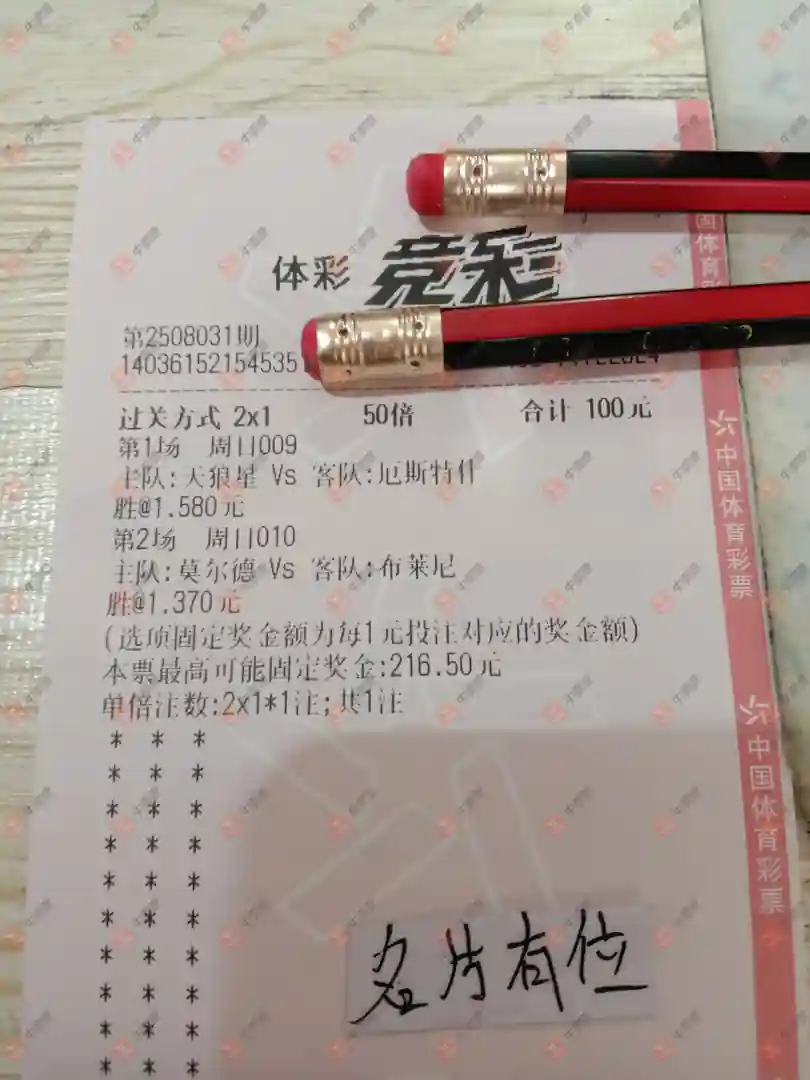 体彩 竞彩
第2508031期
14036152154535
过关方式 2x1 50倍 合计 100元
第1场 周日009
主队:天狼星 Vs 客队:厄斯特什
胜@1.580元
第2场 周日010
主队:莫尔德 Vs 客队:布莱尼
胜@1.370元
(选项固定奖金额为每1元投注对应的奖金额)
本票最高可能固定奖金:216.50元
单倍注数:2x1*1注;共1注
* * *
* * *
* * *
* * *
* * *
* * *
* * *
* * *
* * *
* * *
名片有位
国体育彩
中国体育彩票
中国体育彩票